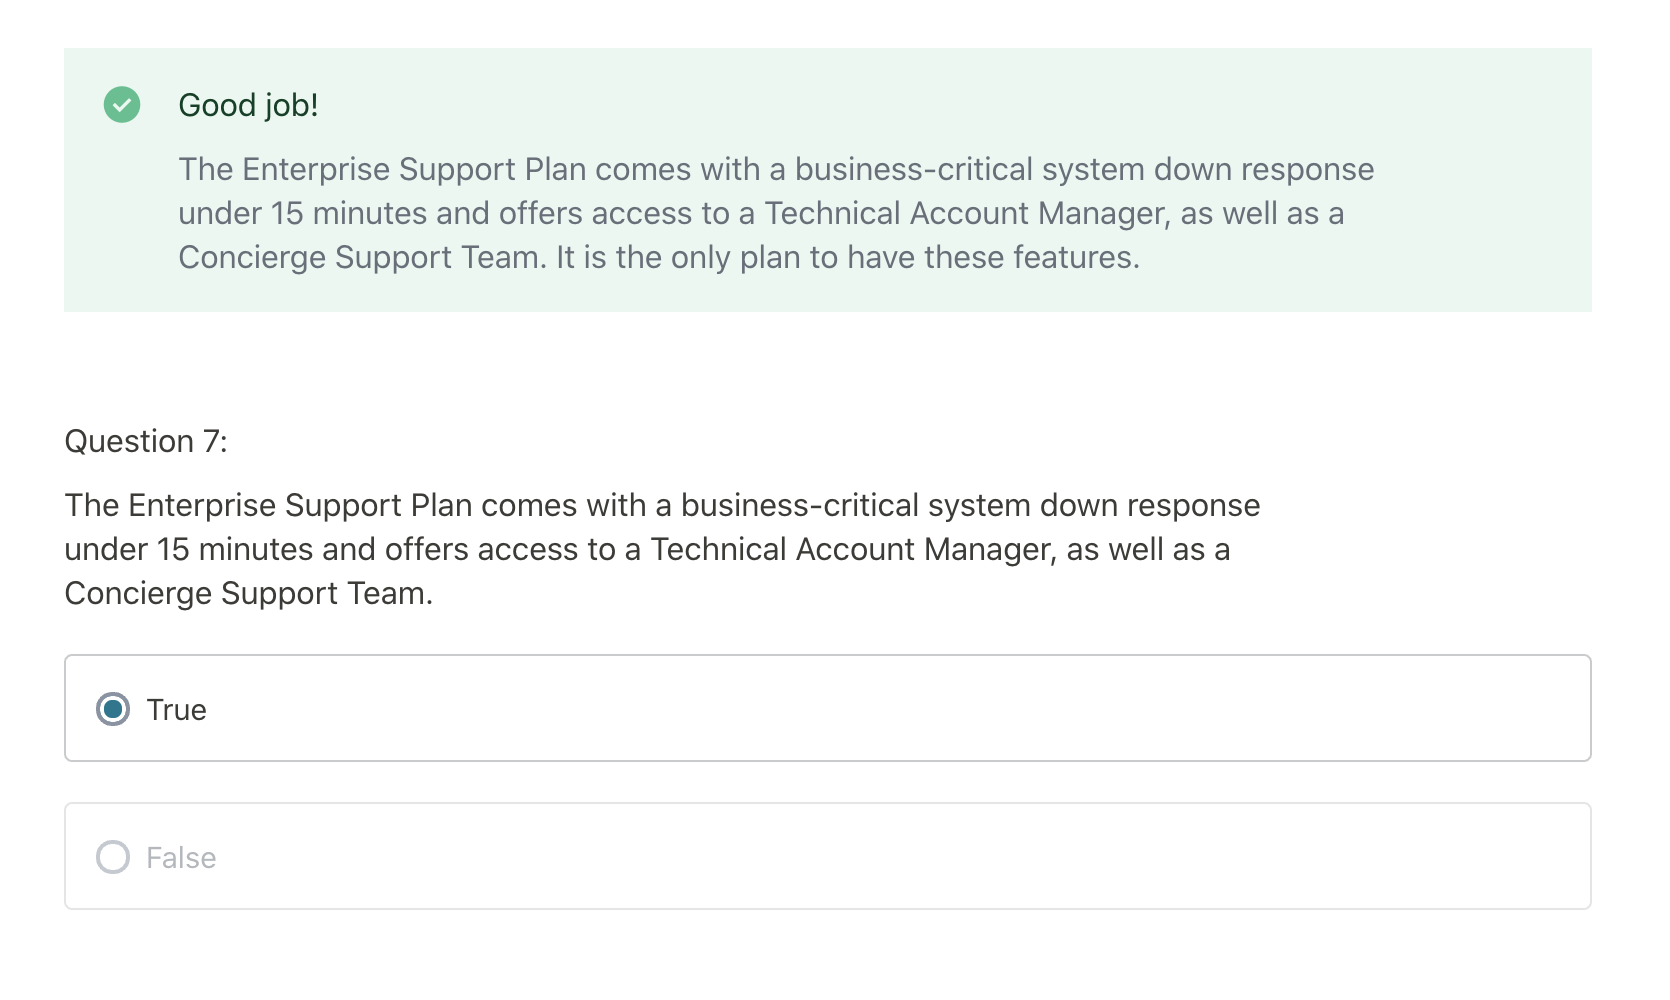 Good job!
The Enterprise Support Plan comes with a business-critical system down response
under 15 minutes and offers access to a Technical Account Manager, as well as a
Concierge Support Team. It is the only plan to have these features.
Question 7:
The Enterprise Support Plan comes with a business-critical system down response
under 15 minutes and offers access to a Technical Account Manager, as well as a
Concierge Support Team.
True
False